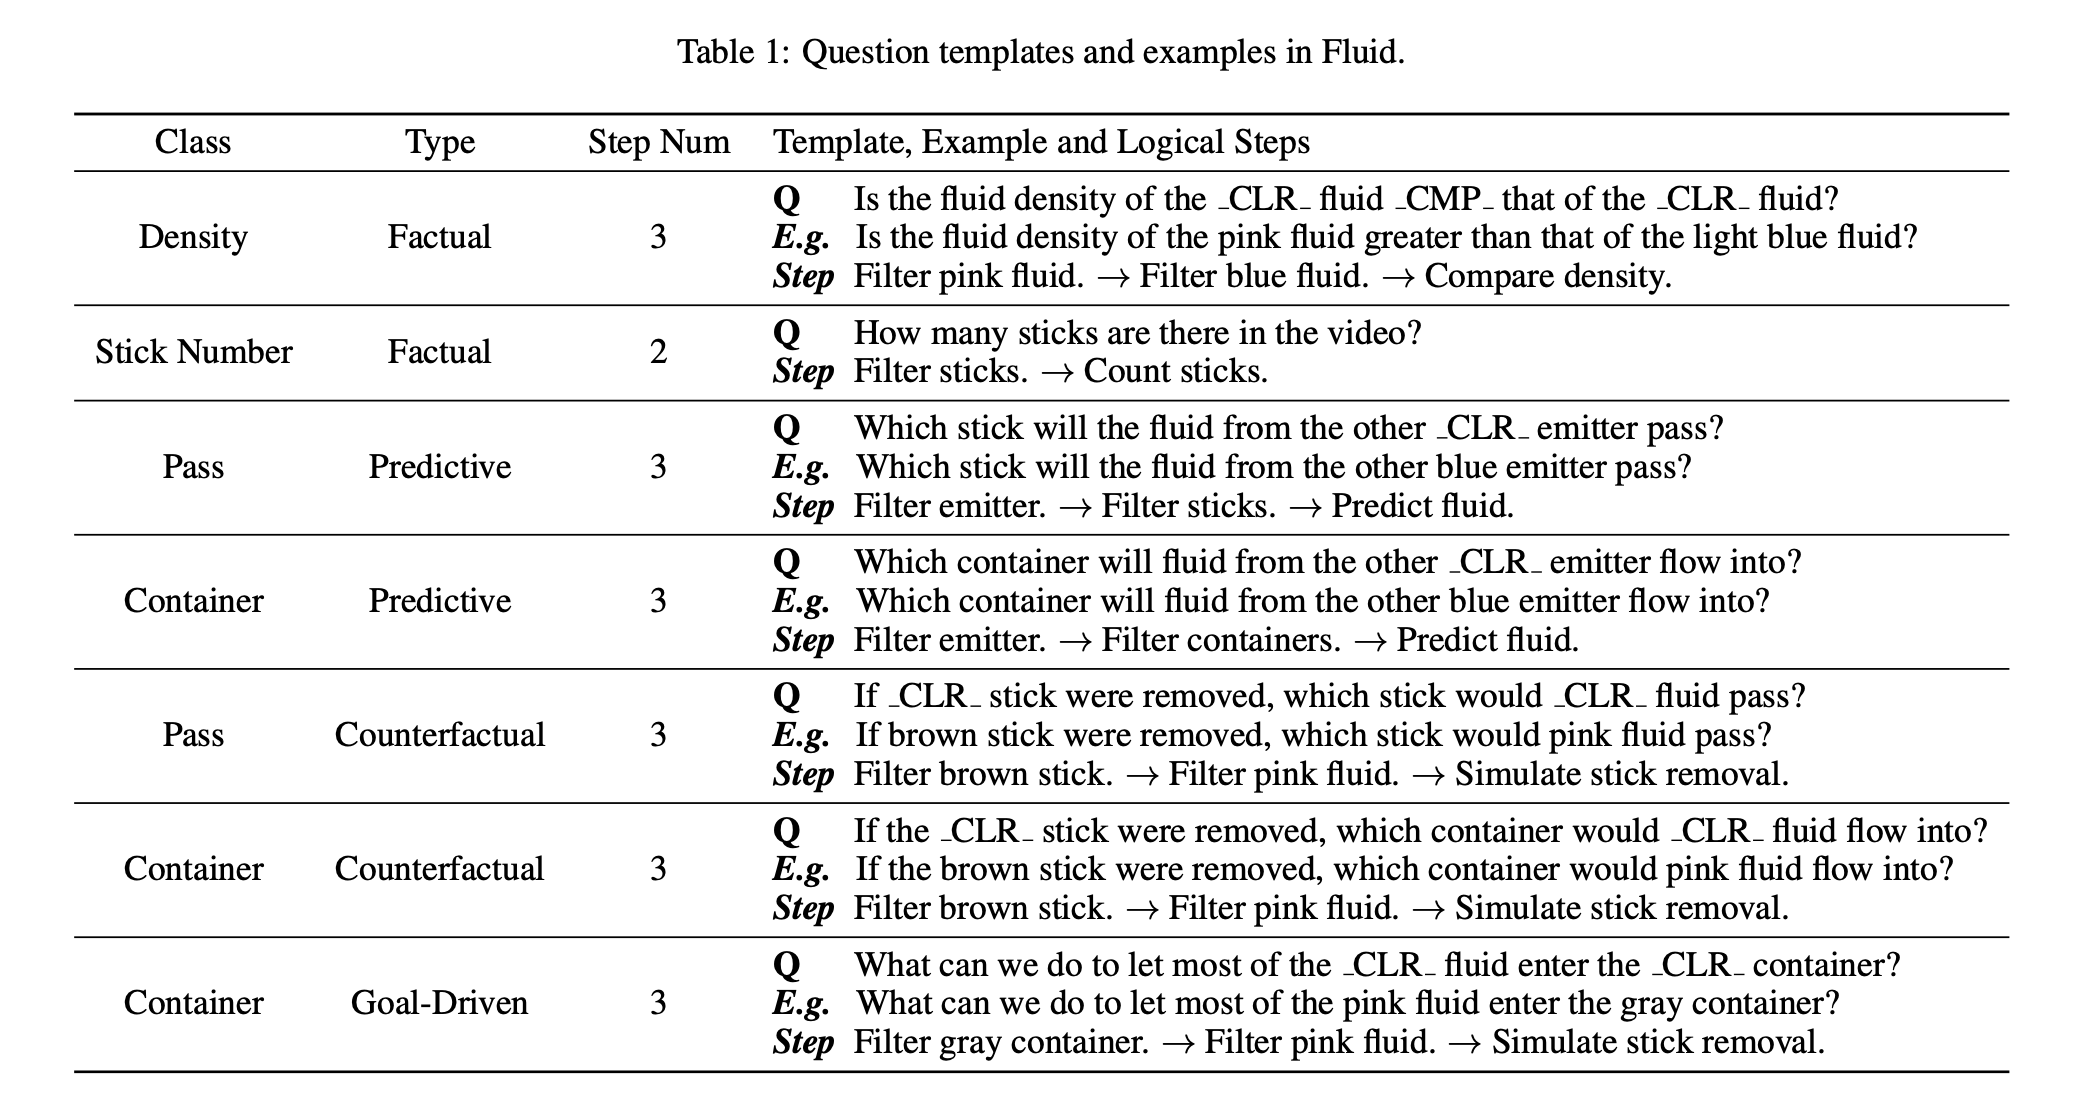 Table 1: Question templates and examples in Fluid.
Class Type Step Num Template, Example and Logical Steps
Q Is the fluid density of the _CLR_ fluid _CMP_ that of the _CLR_ fluid?
Density Factual 3 E.g. Is the fluid density of the pink fluid greater than that of the light blue fluid?
Step Filter pink fluid. → Filter blue fluid. → Compare density.
Q How many sticks are there in the video?
Stick Number Factual 2
Step Filter sticks. → Count sticks.
Q Which stick will the fluid from the other _CLR_ emitter pass?
Pass Predictive 3 E.g. Which stick will the fluid from the other blue emitter pass?
Step Filter emitter. → Filter sticks. → Predict fluid.
Q Which container will fluid from the other _CLR_ emitter flow into?
Container Predictive 3 E.g. Which container will fluid from the other blue emitter flow into?
Step Filter emitter. → Filter containers. → Predict fluid.
Q If _CLR_ stick were removed, which stick would _CLR_ fluid pass?
Pass Counterfactual 3 E.g. If brown stick were removed, which stick would pink fluid pass?
Step Filter brown stick. → Filter pink fluid. → Simulate stick removal.
Q If the _CLR_ stick were removed, which container would _CLR_ fluid flow into?
Container Counterfactual 3 E.g. If the brown stick were removed, which container would pink fluid flow into?
Step Filter brown stick. → Filter pink fluid. → Simulate stick removal.
Q What can we do to let most of the _CLR_ fluid enter the _CLR_ container?
Container Goal-Driven 3 E.g. What can we do to let most of the pink fluid enter the gray container?
Step Filter gray container. → Filter pink fluid. → Simulate stick removal.